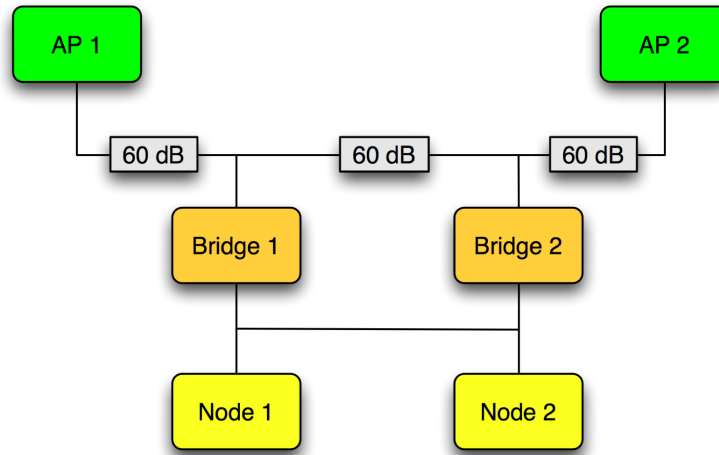 AP 1
AP 2
60 dB
60 dB
60 dB
Bridge 1
Bridge 2
Node 1
Node 2